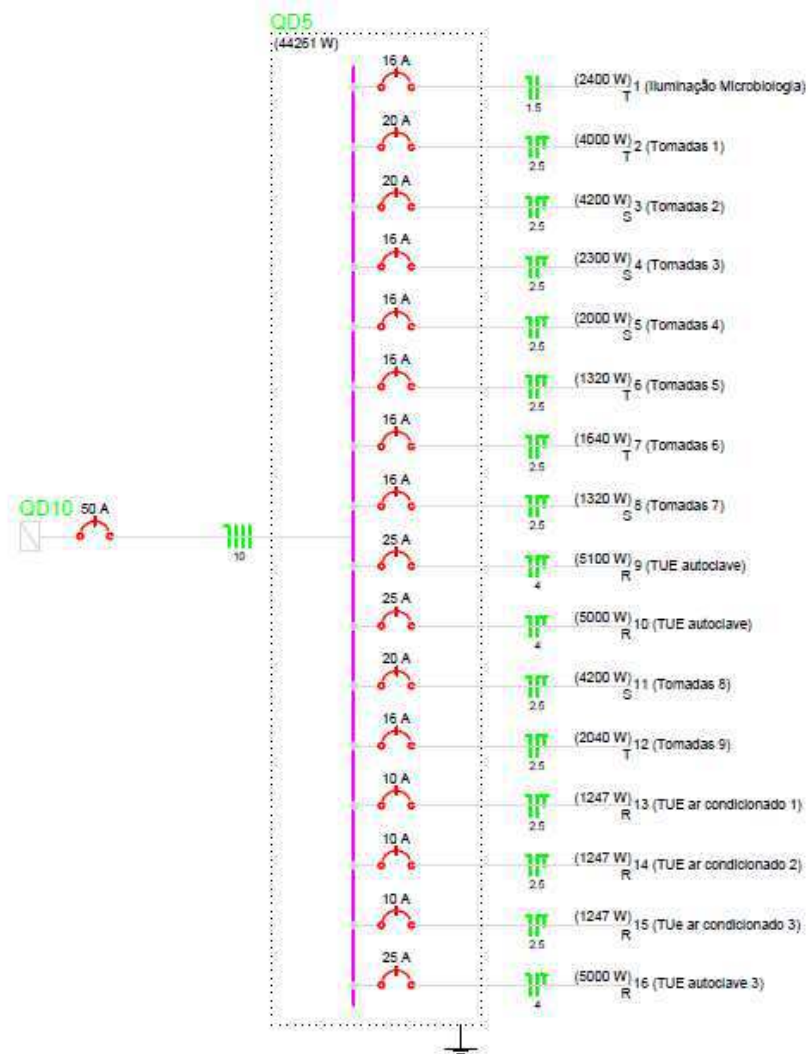 QD5
(44261 W)
16 A
(2400 W) 1 (Iluminação Microbiologia)
T
1.5
20 A
(4000 W) 2 (Tomadas 1)
T
2.5
20 A
(4200 W) 3 (Tomadas 2)
S
2.5
16 A
(2300 W) 4 (Tomadas 3)
S
2.5
16 A
(2000 W) 5 (Tomadas 4)
S
2.5
16 A
(1320 W) 6 (Tomadas 5)
T
2.5
16 A
(1640 W) 7 (Tomadas 6)
T
2.5
16 A
(1320 W) 8 (Tomadas 7)
S
2.5
QD10 50 A
10
25 A
(5100 W) 9 (TUE autoclave)
R
4
25 A
(5000 W) 10 (TUE autoclave)
R
4
20 A
(4200 W) 11 (Tomadas 8)
S
2.5
16 A
(2040 W) 12 (Tomadas 9)
T
2.5
10 A
(1247 W) 13 (TUE ar condicionado 1)
R
2.5
10 A
(1247 W) 14 (TUE ar condicionado 2)
R
2.5
10 A
(1247 W) 15 (TUe ar condicionado 3)
R
2.5
25 A
(5000 W) 16 (TUE autoclave 3)
R
4